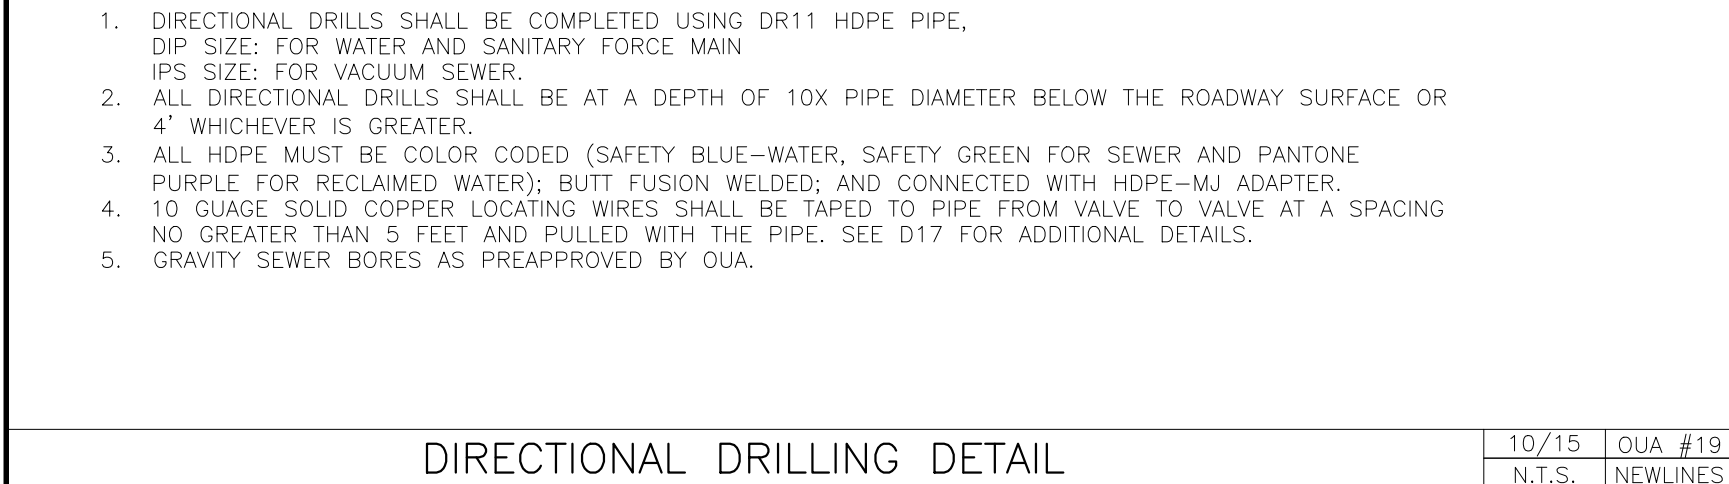 1. DIRECTIONAL DRILLS SHALL BE COMPLETED USING DR11 HDPE PIPE,
DIP SIZE: FOR WATER AND SANITARY FORCE MAIN
IPS SIZE: FOR VACUUM SEWER.
2. ALL DIRECTIONAL DRILLS SHALL BE AT A DEPTH OF 10X PIPE DIAMETER BELOW THE ROADWAY SURFACE OR
4' WHICHEVER IS GREATER.
3. ALL HDPE MUST BE COLOR CODED (SAFETY BLUE-WATER, SAFETY GREEN FOR SEWER AND PANTONE
PURPLE FOR RECLAIMED WATER); BUTT FUSION WELDED; AND CONNECTED WITH HDPE-MJ ADAPTER.
4. 10 GUAGE SOLID COPPER LOCATING WIRES SHALL BE TAPED TO PIPE FROM VALVE TO VALVE AT A SPACING
NO GREATER THAN 5 FEET AND PULLED WITH THE PIPE. SEE D17 FOR ADDITIONAL DETAILS.
5. GRAVITY SEWER BORES AS PREAPPROVED BY OUA.
DIRECTIONAL DRILLING DETAIL
10/15 OUA #19
N.T.S. NEWLINES